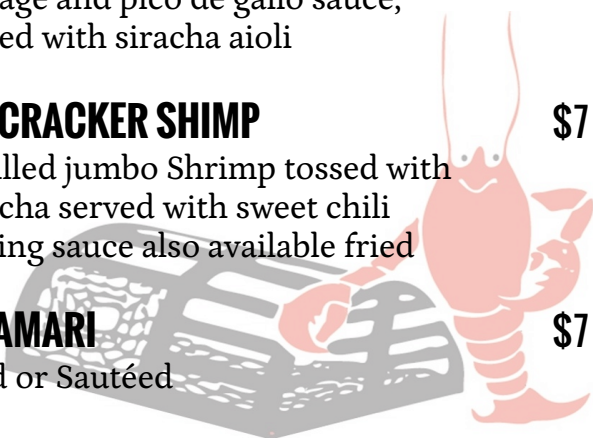 age and pico de gallo sauce,
ed with siracha aioli
CRACKER SHIMP $7
lled jumbo Shrimp tossed with
cha served with sweet chili
ing sauce also available fried
AMARI $7
d or Sautéed